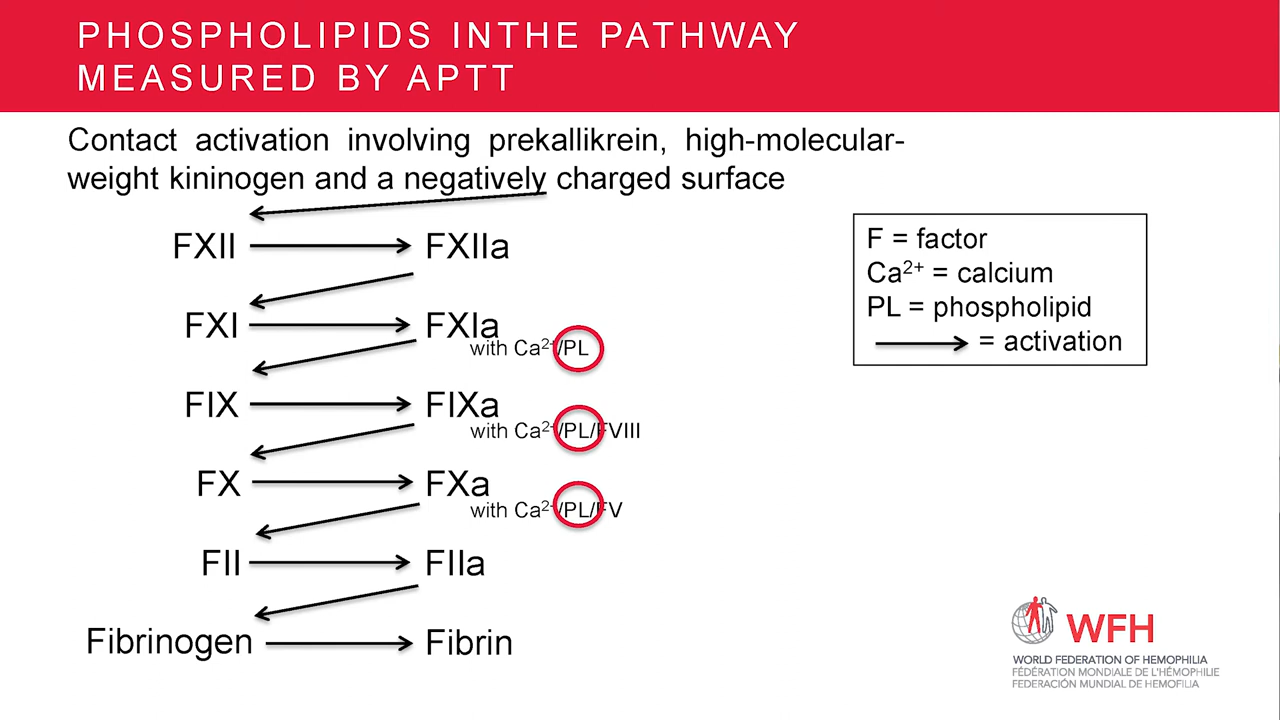 PHOSPHOLIPIDS INTHE PATHWAY
MEASURED BY APTT
Contact activation involving prekallikrein, high-molecular-
weight kininogen and a negatively charged surface
FXII FXIIa
FXI FXIa
with Ca²⁺/PL
FIX FIXa
with Ca²⁺/PL/FVIII
FX FXa
with Ca²⁺/PL/FV
FII FIIa
Fibrinogen Fibrin
F = factor
Ca²⁺ = calcium
PL = phospholipid
= activation
WFH
WORLD FEDERATION OF HEMOPHILIA
FÉDÉRATION MONDIALE DE L'HÉMOPHILIE
FEDERACIÓN MUNDIAL DE HEMOFILIA